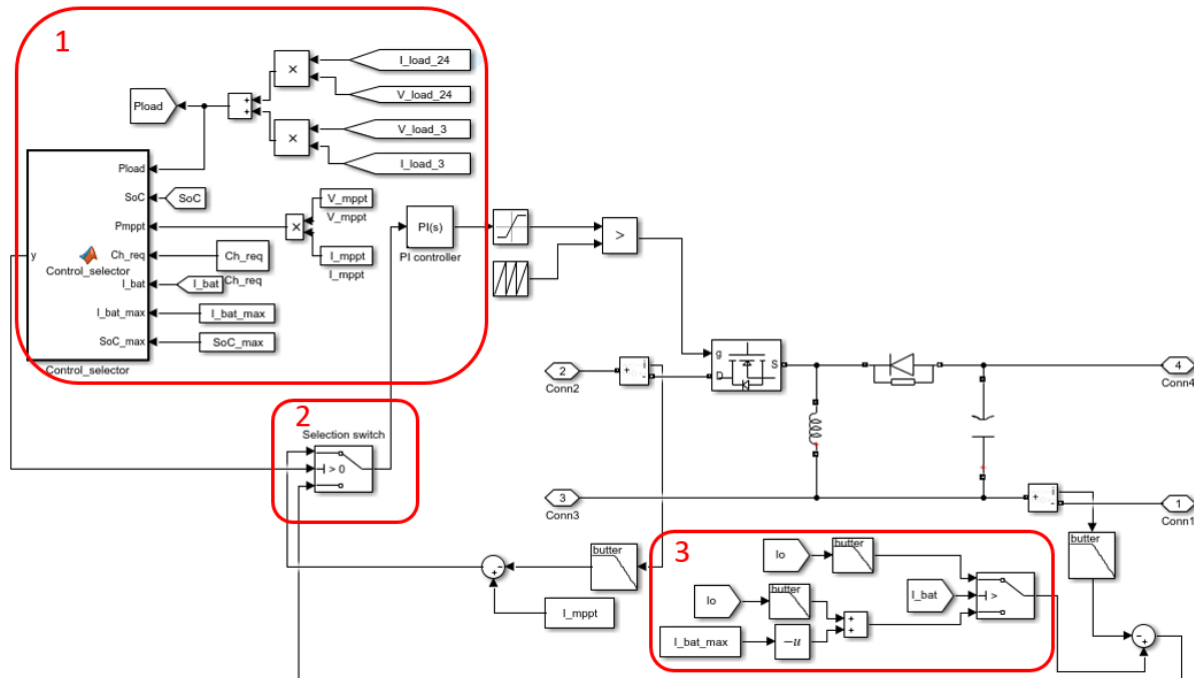 1
I_load_24
V_load_24
Pload
+
+
×
V_load_3
×
I_load_3
Pload
SoC
SoC
V_mppt
V_mppt
Pmppt
×
I_mppt
I_mppt
PI(s)
PI controller
>
y
Control_selector
Ch_req
Ch_req
Ch_req
I_bat
I_bat
I_bat_max
I_bat_max
SoC_max
SoC_max
Control_selector
g
D
S
2
Conn2
+
i
-
4
Conn4
2
Selection switch
> 0
3
Conn3
+
i
-
1
Conn1
3
Io
butter
butter
butter
-
+
I_mppt
Io
butter
I_bat
>
+
+
I_bat_max
-u
-
+